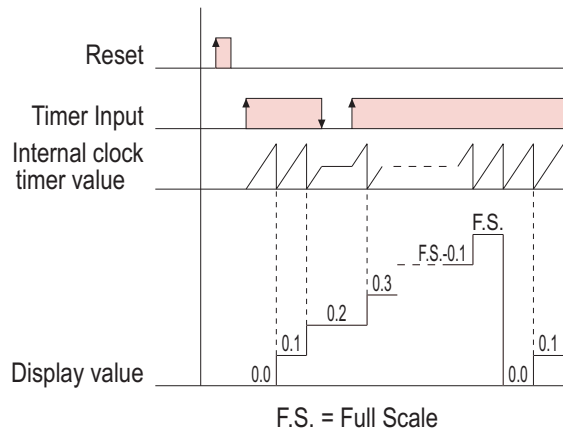 Reset
Timer Input
Internal clock
timer value
F.S.
F.S.-0.1
0.3
0.2
0.1
0.1
Display value
0.0
0.0
F.S. = Full Scale